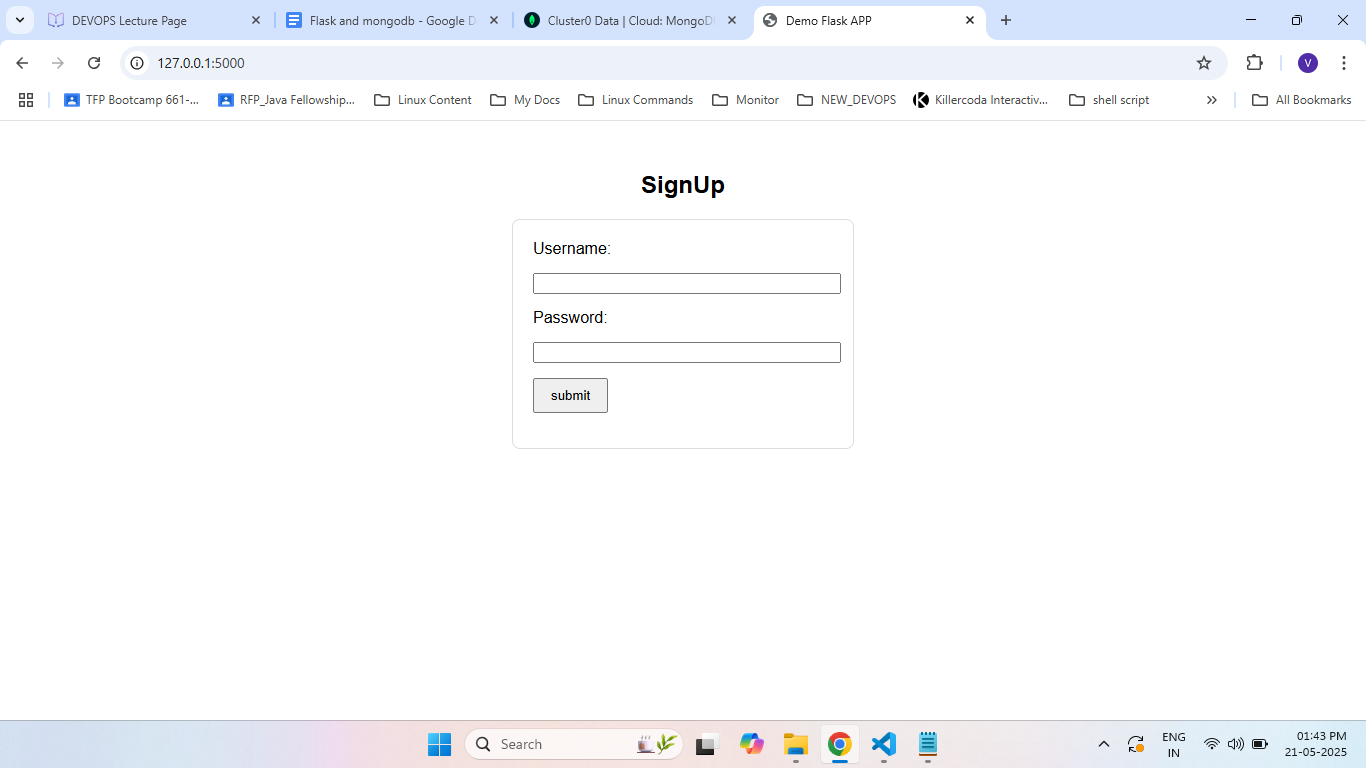 DEVOPS Lecture Page
Flask and mongodb - Google D
Cluster0 Data | Cloud: MongoD
Demo Flask APP
127.0.0.1:5000
V
TFP Bootcamp 661-...
RFP_Java Fellowship...
Linux Content
My Docs
Linux Commands
Monitor
NEW_DEVOPS
K
Killercoda Interactiv...
shell script
All Bookmarks
SignUp
Username:
Password:
submit
Search
ENG
IN
01:43 PM
21-05-2025